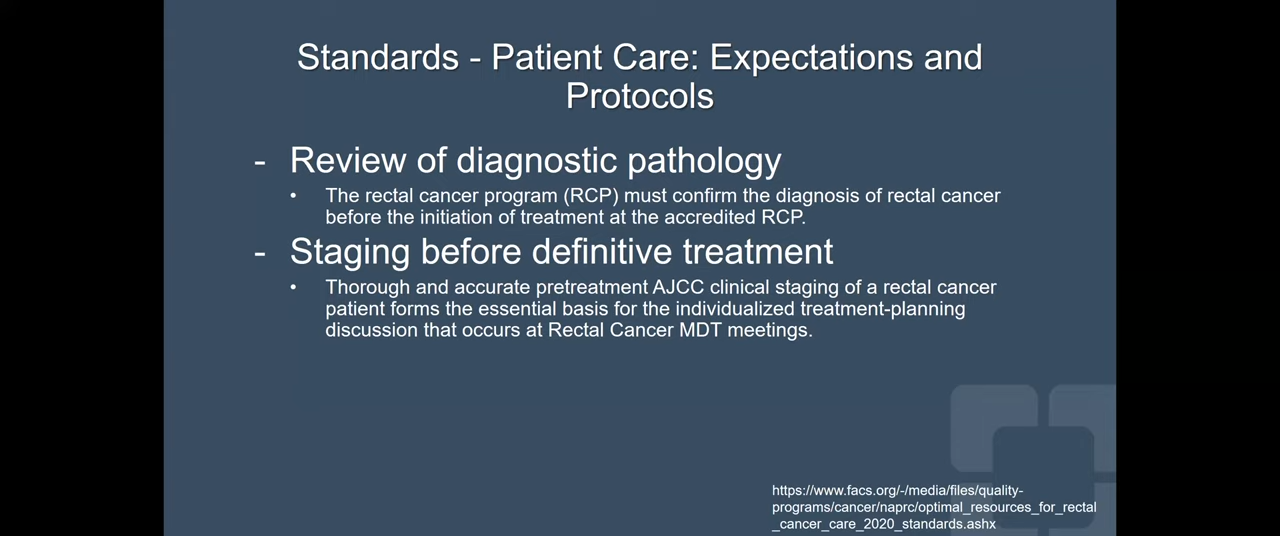 Standards - Patient Care: Expectations and
Protocols
- Review of diagnostic pathology
• The rectal cancer program (RCP) must confirm the diagnosis of rectal cancer
before the initiation of treatment at the accredited RCP.
- Staging before definitive treatment
• Thorough and accurate pretreatment AJCC clinical staging of a rectal cancer
patient forms the essential basis for the individualized treatment-planning
discussion that occurs at Rectal Cancer MDT meetings.
https://www.facs.org/-/media/files/quality-
programs/cancer/naprc/optimal_resources_for_rectal
_cancer_care_2020_standards.ashx